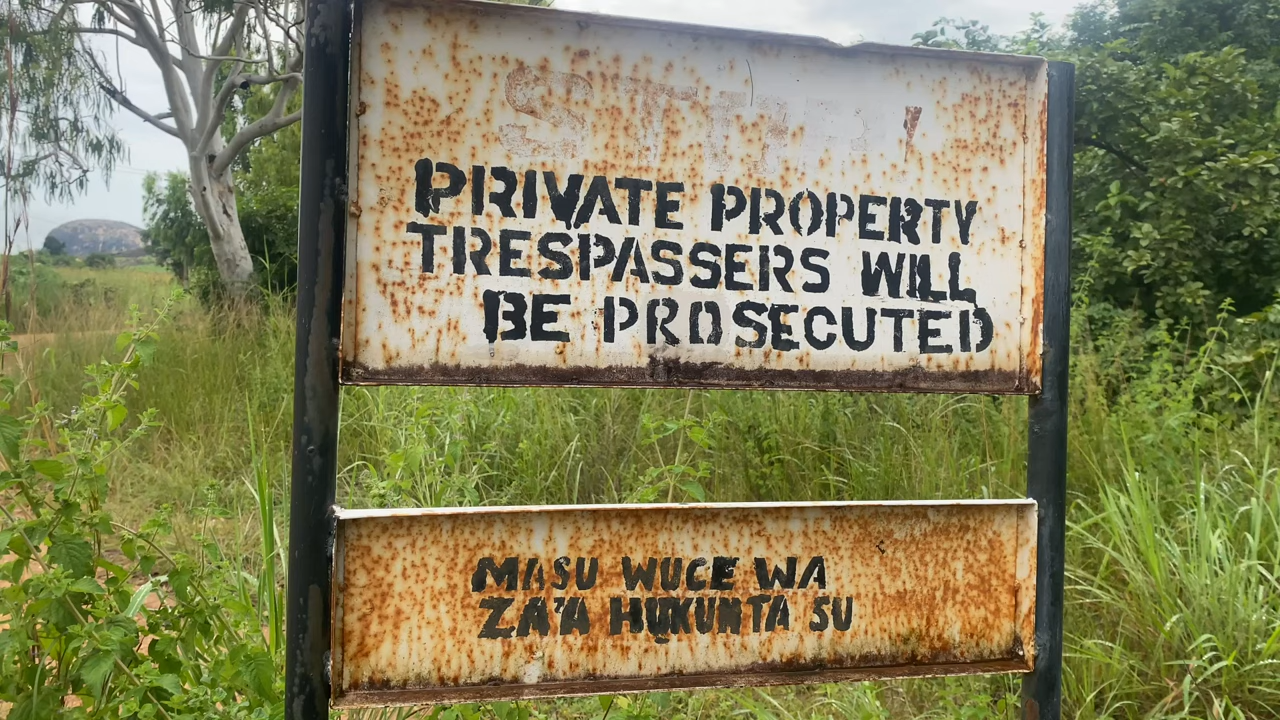 PRIVATE PROPERTY
TRESPASSERS WILL
BE PROSECUTED
MASU WUCE WA
ZA'A HUKUNTA SU